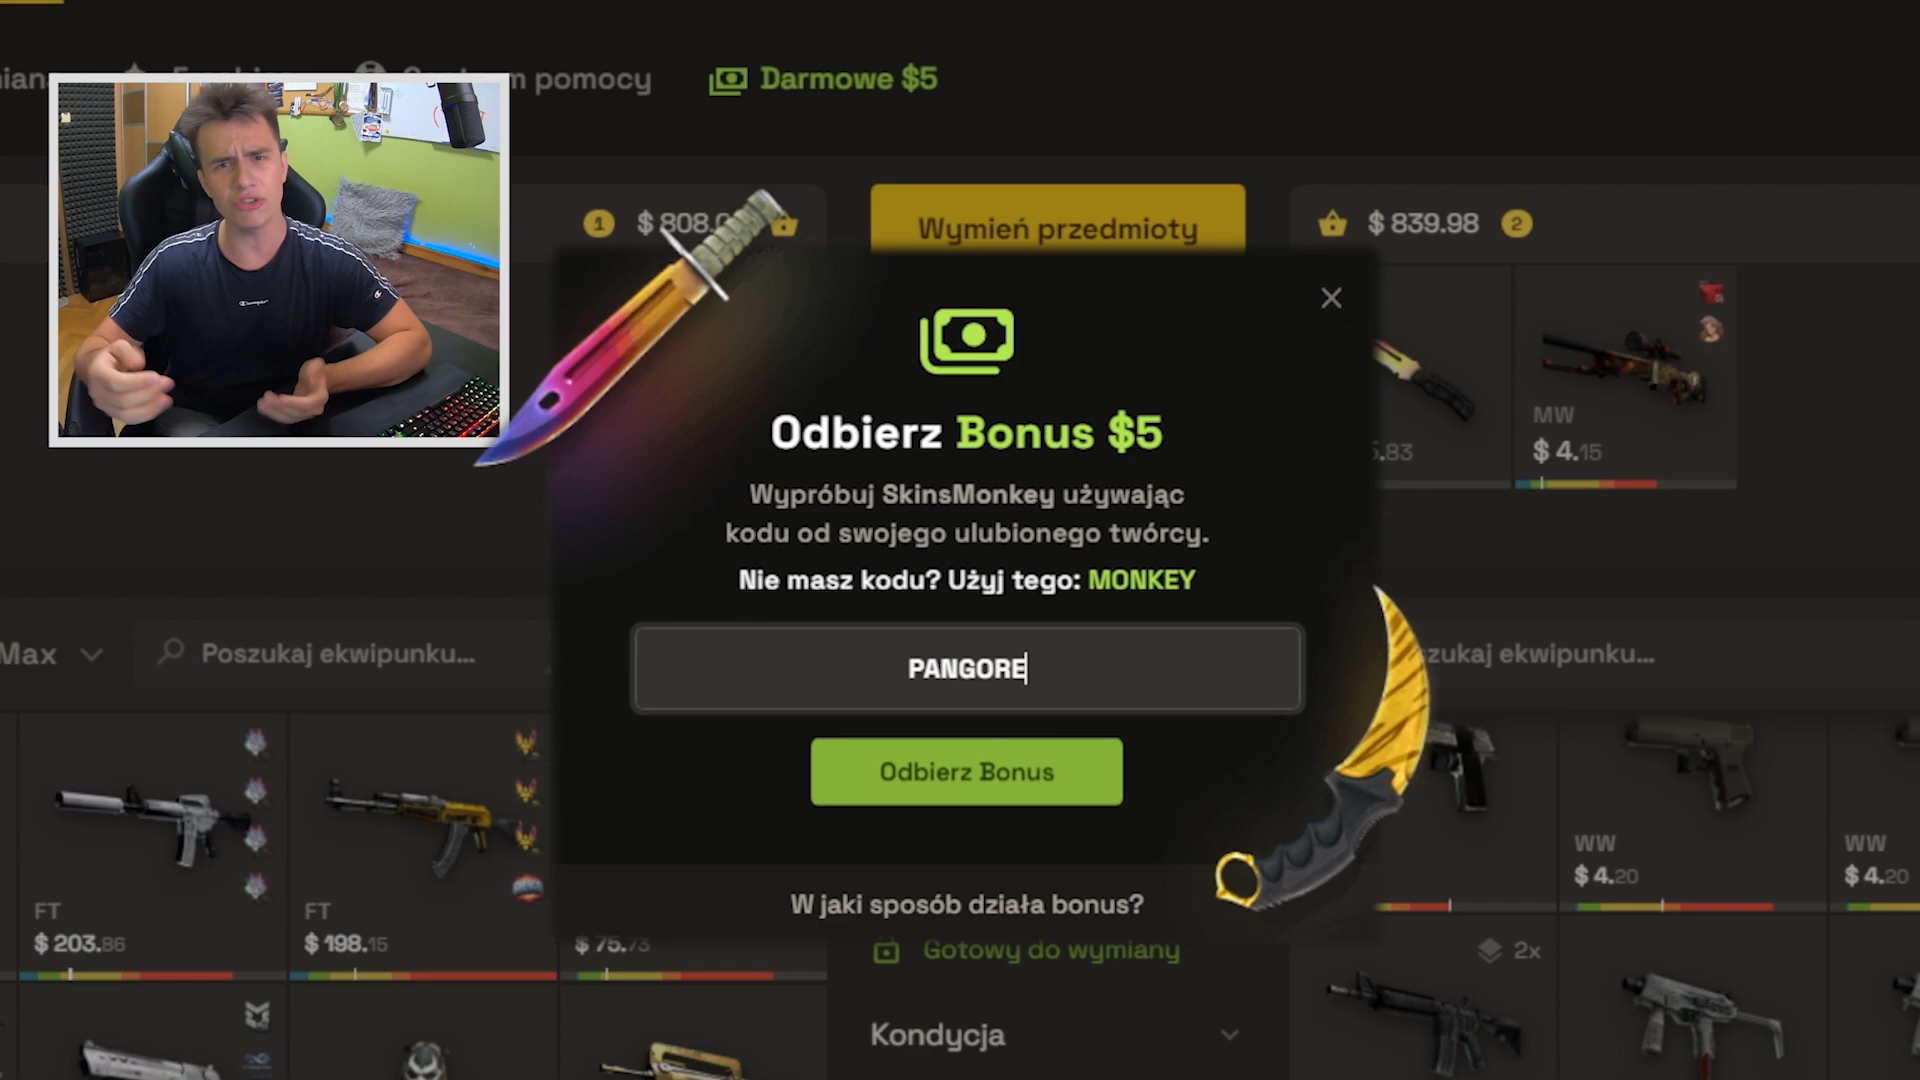 pomocy
Darmowe $5
1
Wymień przedmioty
$ 839.98
2
Odbierz Bonus $5
Wypróbuj SkinsMonkey używając
kodu od swojego ulubionego twórcy.
Nie masz kodu? Użyj tego: MONKEY
PANGORE
Odbierz Bonus
W jaki sposób działa bonus?
MW
$ 4.15
Max
Poszukaj ekwipunku...
ekwipunku...
FT
$ 203.86
FT
$ 198.15
$ 75.73
WW
$ 4.20
WW
$ 4.20
Gotowy do wymiany
2x
Kondycja